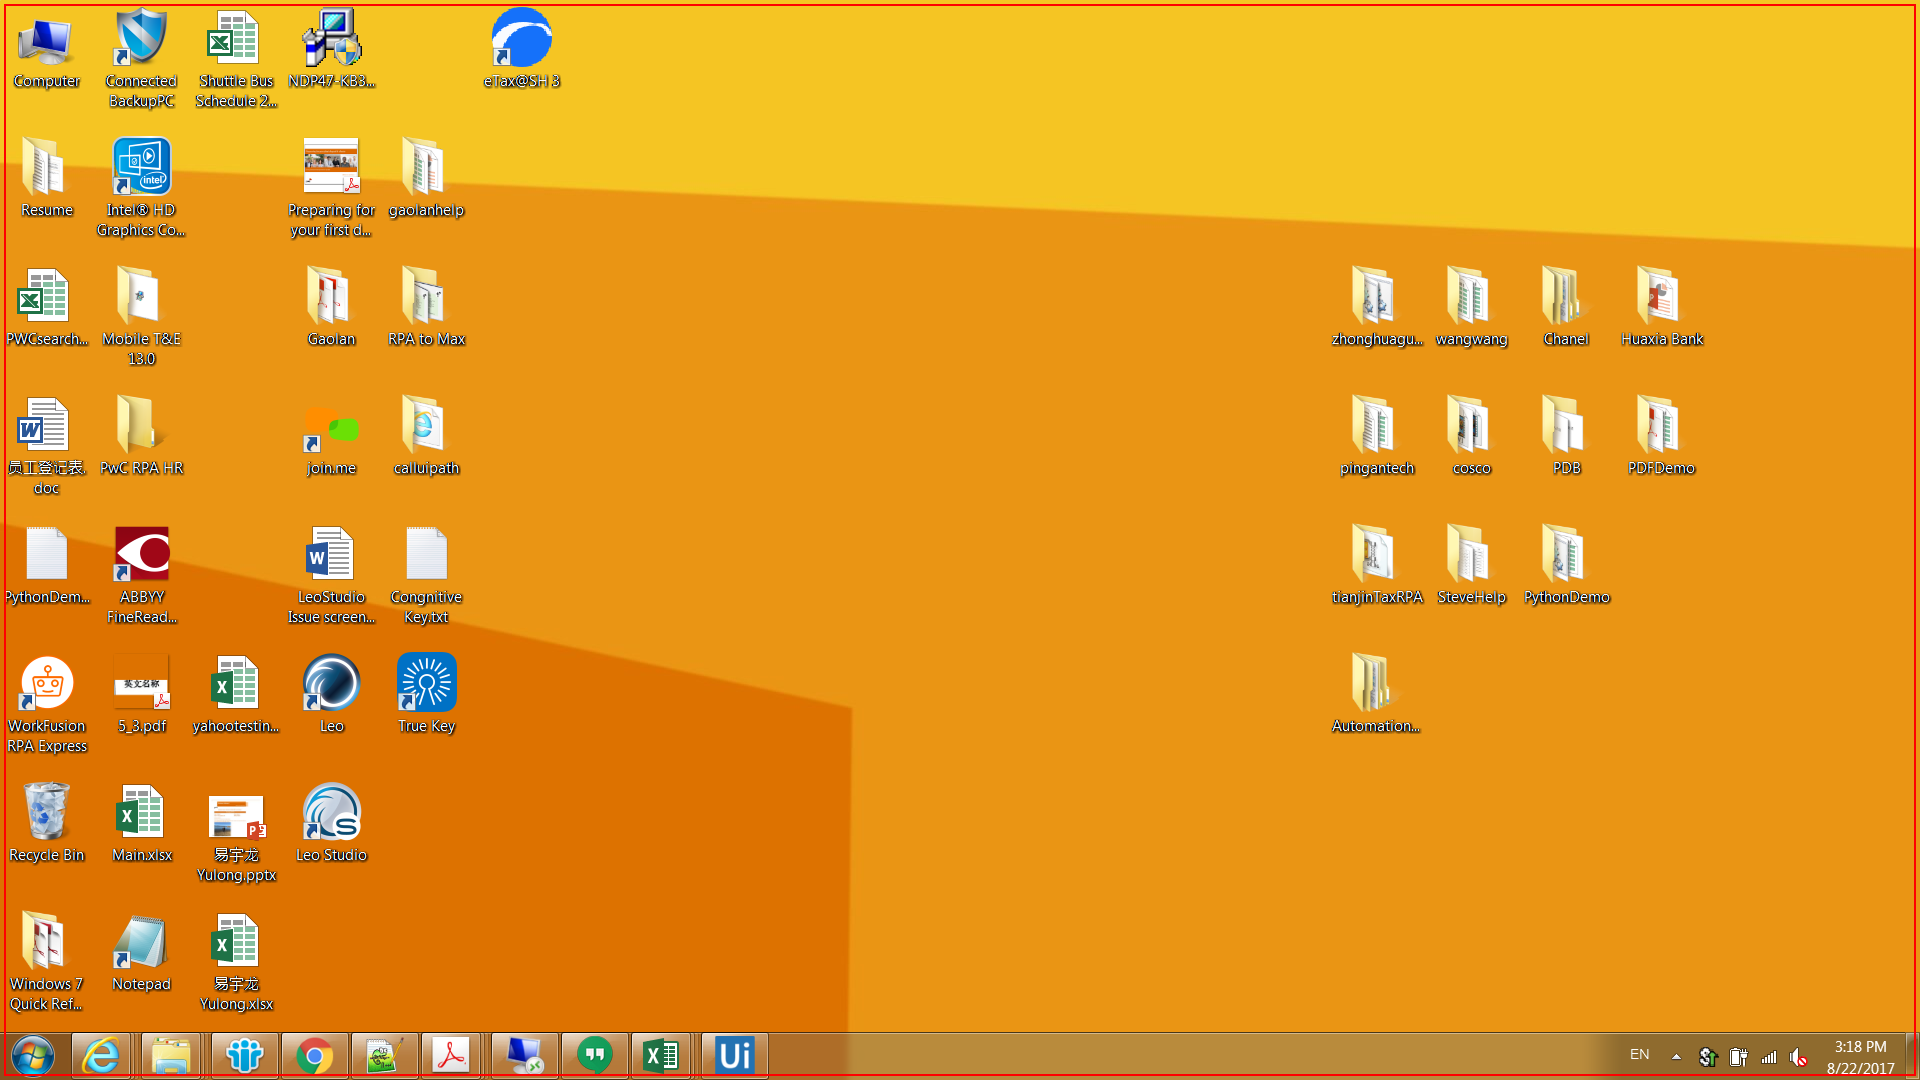 Computer
Connected
BackupPC
Shuttle Bus
Schedule 2...
NDP47-KB3...
eTax@SH 3
Resume
Intel® HD
Graphics Co...
Preparing for
your first d...
gaolanhelp
PWCsearch...
Mobile T&E
13.0
Gaolan
RPA to Max
zhonghuagu...
wangwang
Chanel
Huaxia Bank
员工登记表.
doc
PwC RPA HR
join.me
calluipath
pingantech
cosco
PDB
PDFDemo
PythonDem...
ABBYY
FineRead...
LeoStudio
Issue screen...
Congnitive
Key.txt
tianjinTaxRPA
SteveHelp
PythonDemo
WorkFusion
RPA Express
英文名称
5_3.pdf
yahootestin...
Leo
True Key
Automation...
Recycle Bin
Main.xlsx
易宇龙
Yulong.pptx
Leo Studio
Windows 7
Quick Ref...
Notepad
易宇龙
Yulong.xlsx
Ui
EN
3:18 PM
8/22/2017